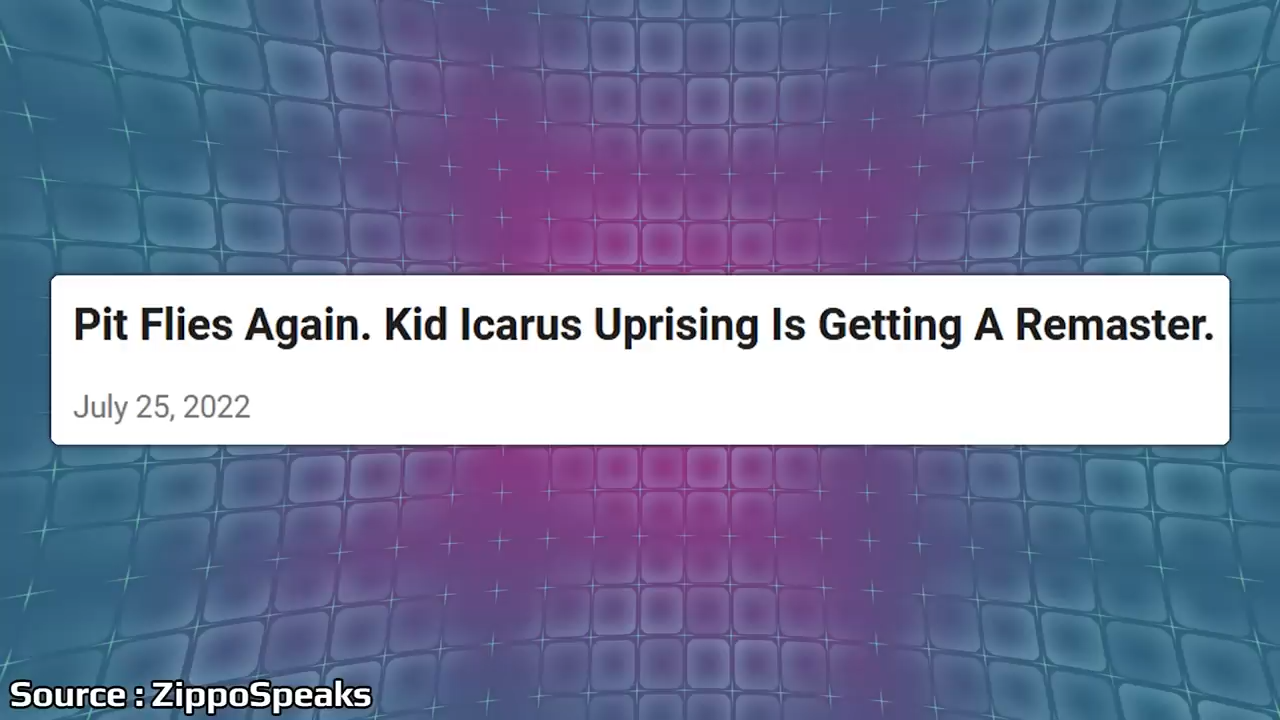 Pit Flies Again. Kid Icarus Uprising Is Getting A Remaster.
July 25, 2022
Source : ZippoSpeaks